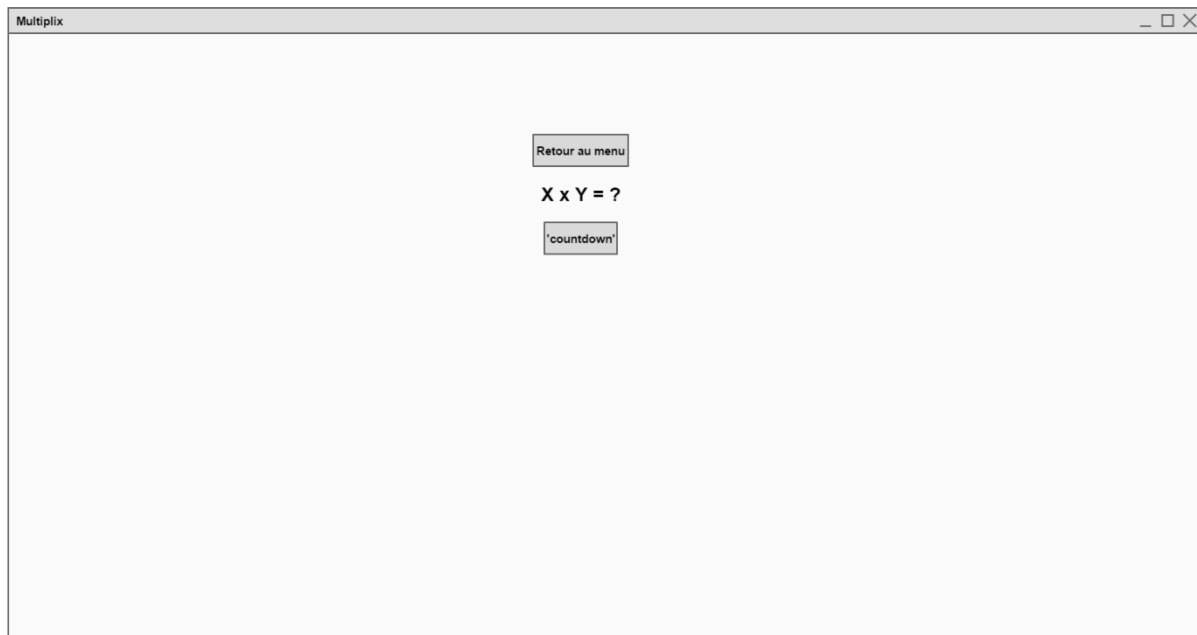 Multiplix
Retour au menu
X x Y = ?
'countdown'